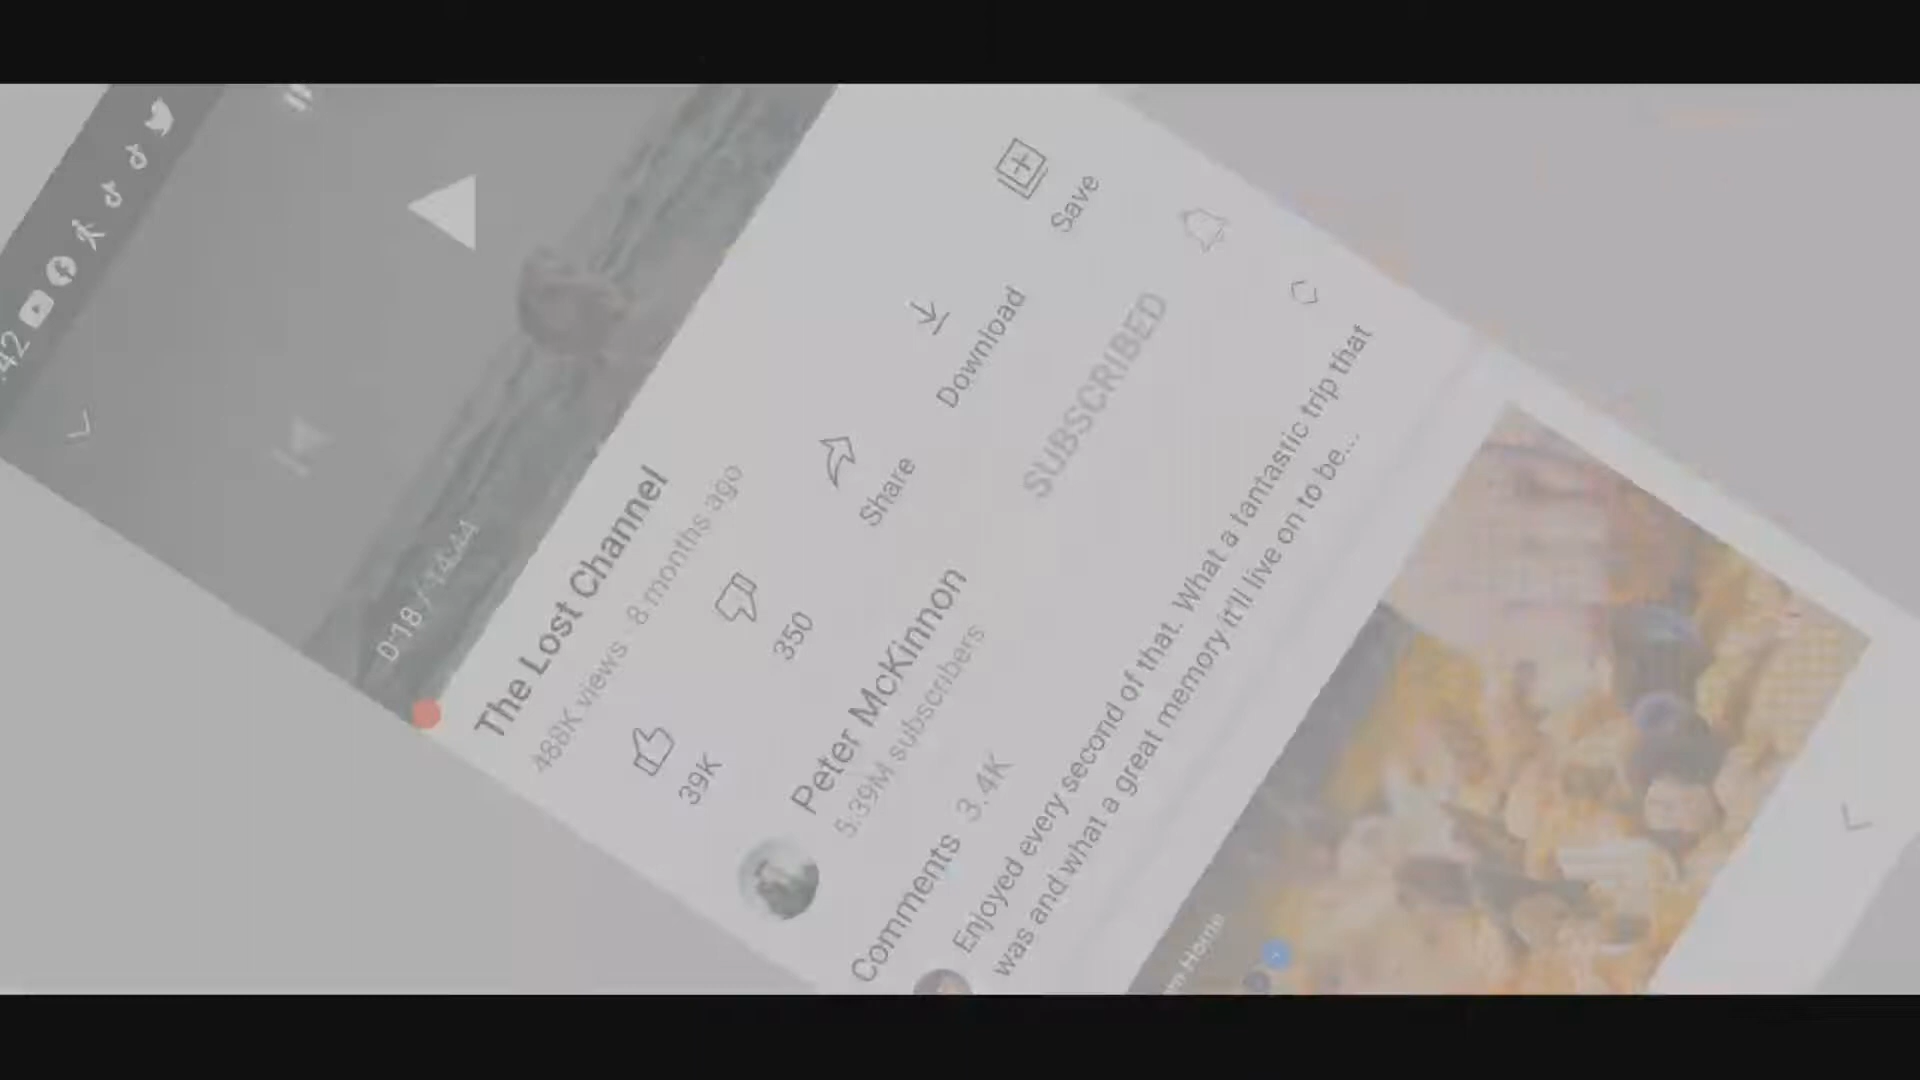 0:18 / 14:44
The Lost Channel
488K views · 8 months ago
39K
350
Share
Download
Save
Peter McKinnon
5.39M subscribers
SUBSCRIBED
Comments 3.4K
Enjoyed every second of that. What a fantastic trip that
was and what a great memory it'll live on to be...